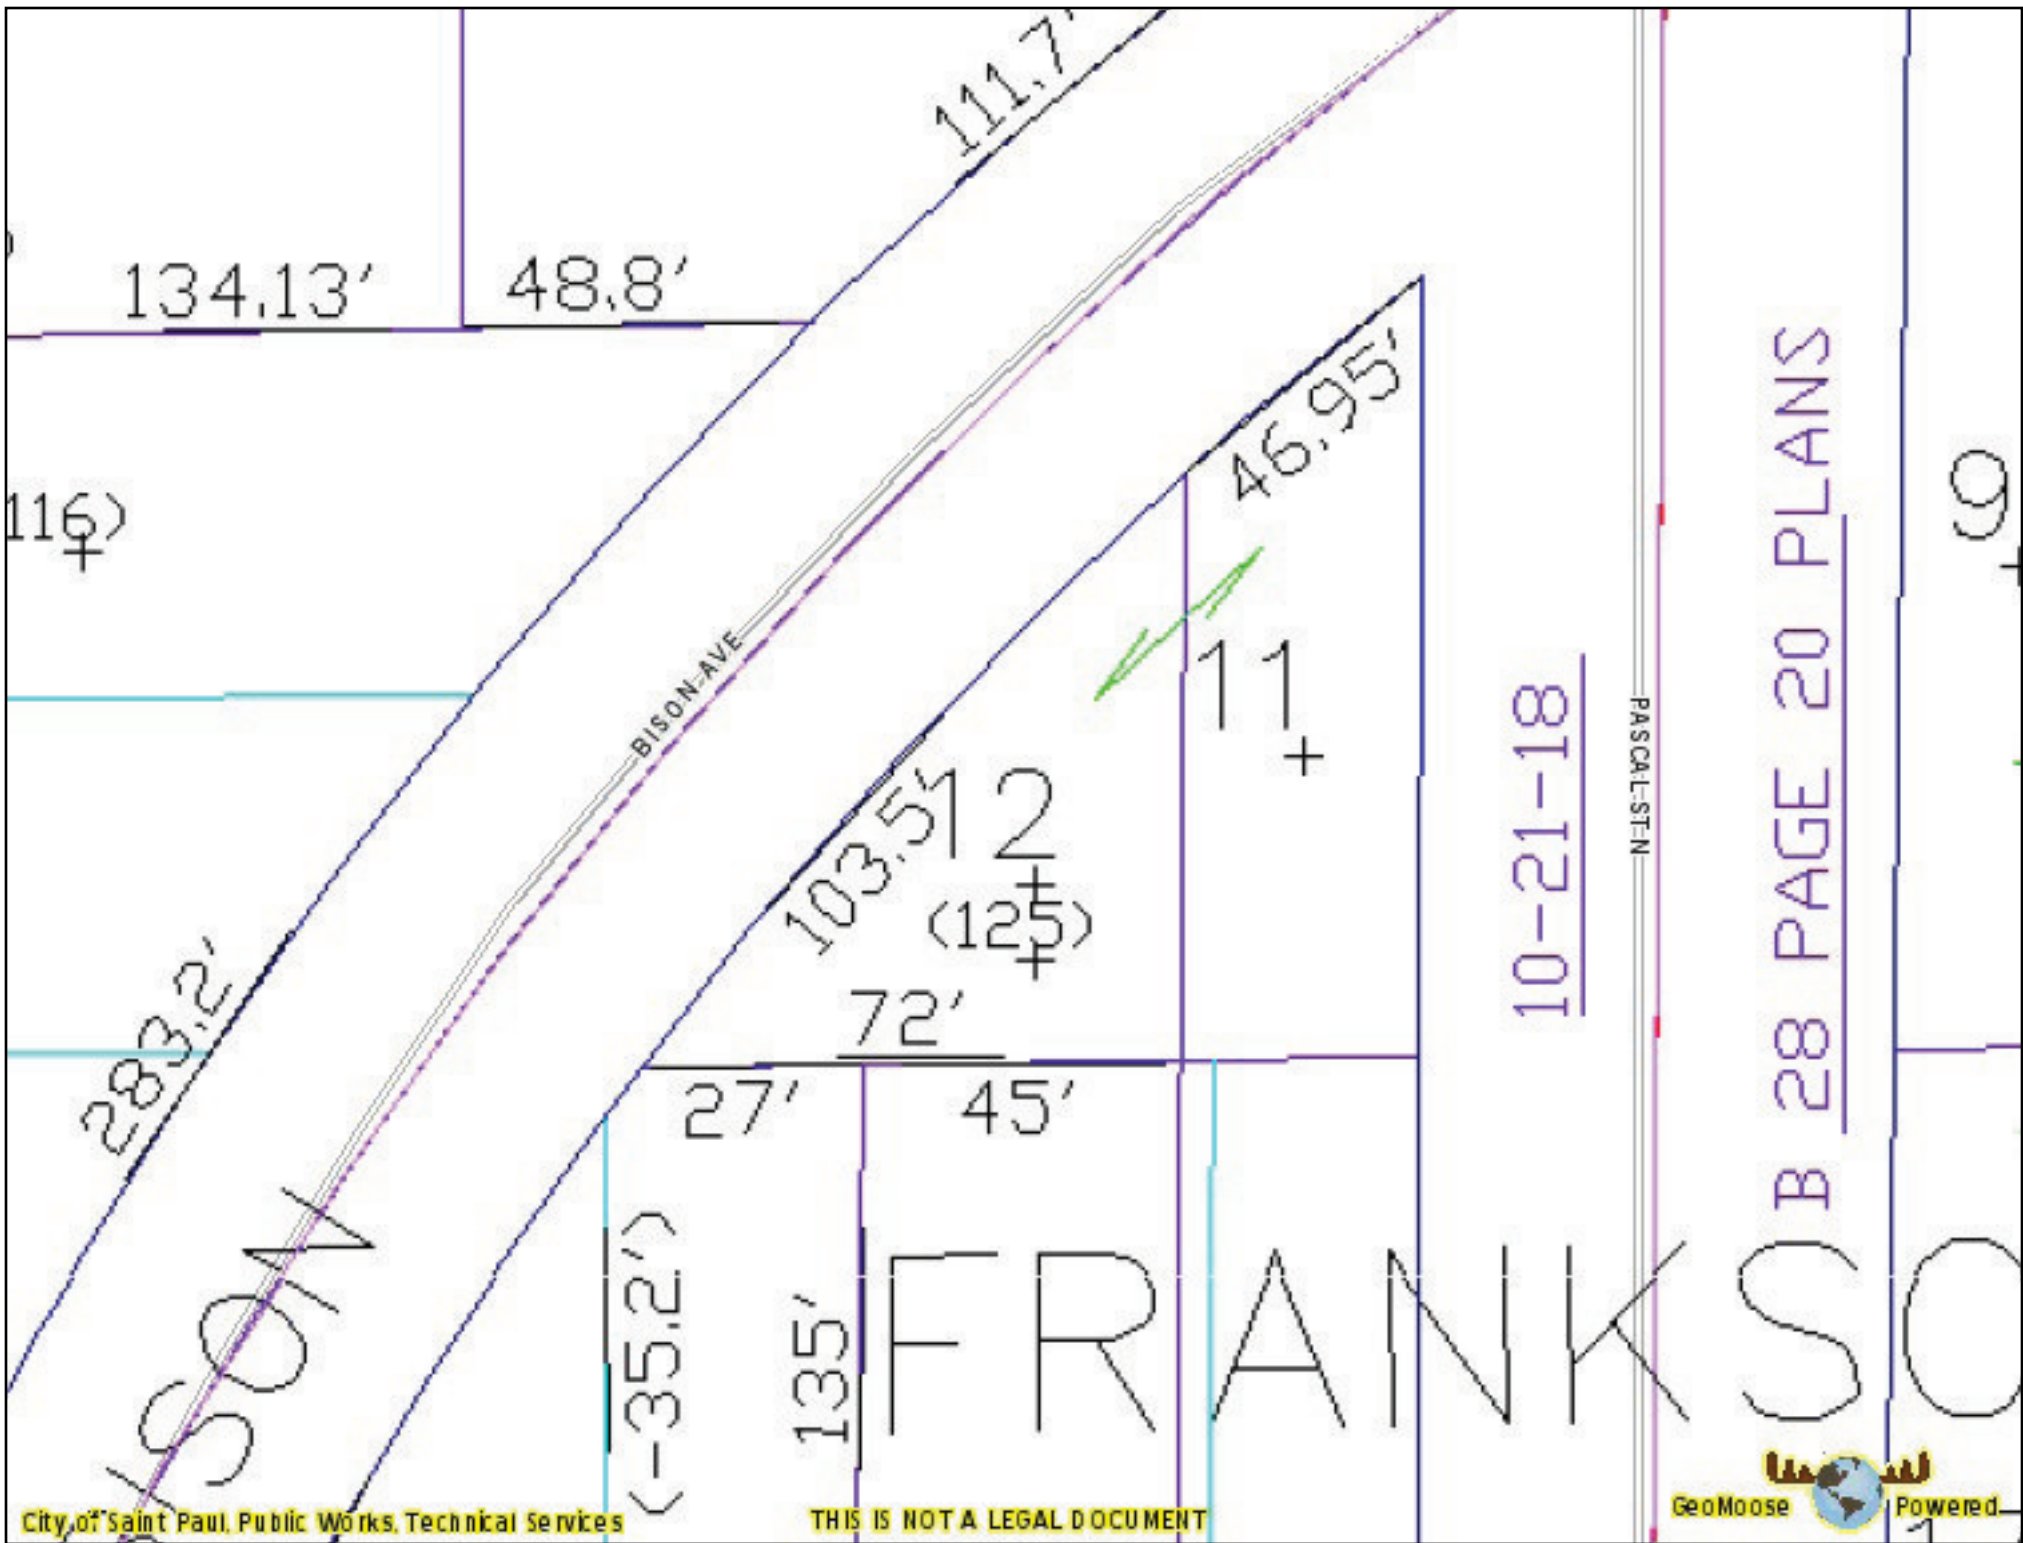 111.7'
134.13'
48.8'
46.95'
116)
9
BISON AVE
11
PASCAL ST N
10-21-18
B 28 PAGE 20 PLANS
12
103.5'
(125)
72'
283.2'
27'
45'
(-35.2')
135'
FRANKSO
ISON
City of Saint Paul, Public Works, Technical Services
THIS IS NOT A LEGAL DOCUMENT
GeoMoose
Powered